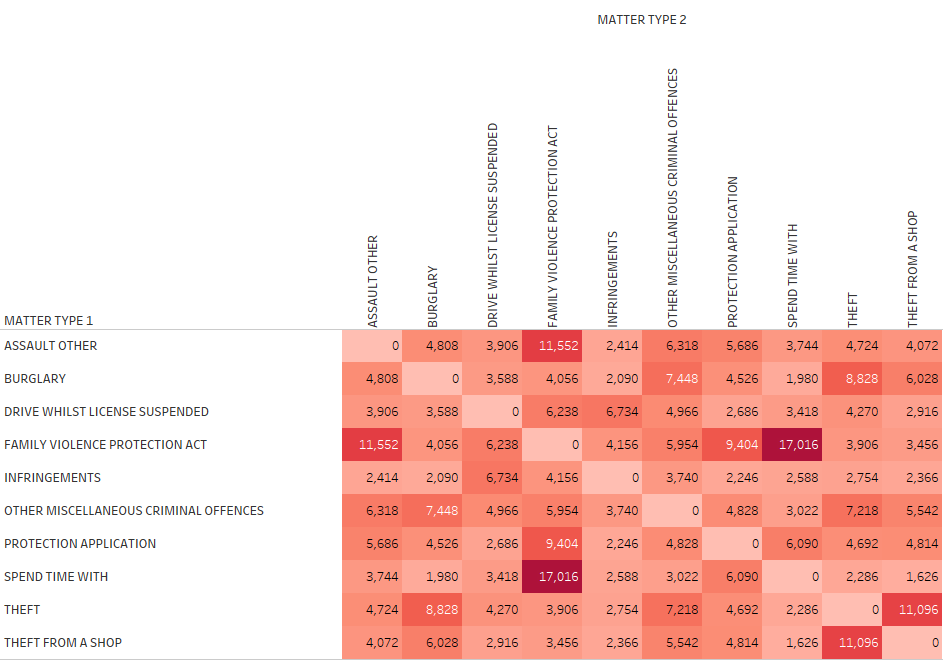 MATTER TYPE 2
ASSAULT OTHER
BURGLARY
DRIVE WHILST LICENSE SUSPENDED
FAMILY VIOLENCE PROTECTION ACT
INFRINGEMENTS
OTHER MISCELLANEOUS CRIMINAL OFFENCES
PROTECTION APPLICATION
SPEND TIME WITH
THEFT
THEFT FROM A SHOP
MATTER TYPE 1
ASSAULT OTHER 0 4,808 3,906 11,552 2,414 6,318 5,686 3,744 4,724 4,072
BURGLARY 4,808 0 3,588 4,056 2,090 7,448 4,526 1,980 8,828 6,028
DRIVE WHILST LICENSE SUSPENDED 3,906 3,588 0 6,238 6,734 4,966 2,686 3,418 4,270 2,916
FAMILY VIOLENCE PROTECTION ACT 11,552 4,056 6,238 0 4,156 5,954 9,404 17,016 3,906 3,456
INFRINGEMENTS 2,414 2,090 6,734 4,156 0 3,740 2,246 2,588 2,754 2,366
OTHER MISCELLANEOUS CRIMINAL OFFENCES 6,318 7,448 4,966 5,954 3,740 0 4,828 3,022 7,218 5,542
PROTECTION APPLICATION 5,686 4,526 2,686 9,404 2,246 4,828 0 6,090 4,692 4,814
SPEND TIME WITH 3,744 1,980 3,418 17,016 2,588 3,022 6,090 0 2,286 1,626
THEFT 4,724 8,828 4,270 3,906 2,754 7,218 4,692 2,286 0 11,096
THEFT FROM A SHOP 4,072 6,028 2,916 3,456 2,366 5,542 4,814 1,626 11,096 0